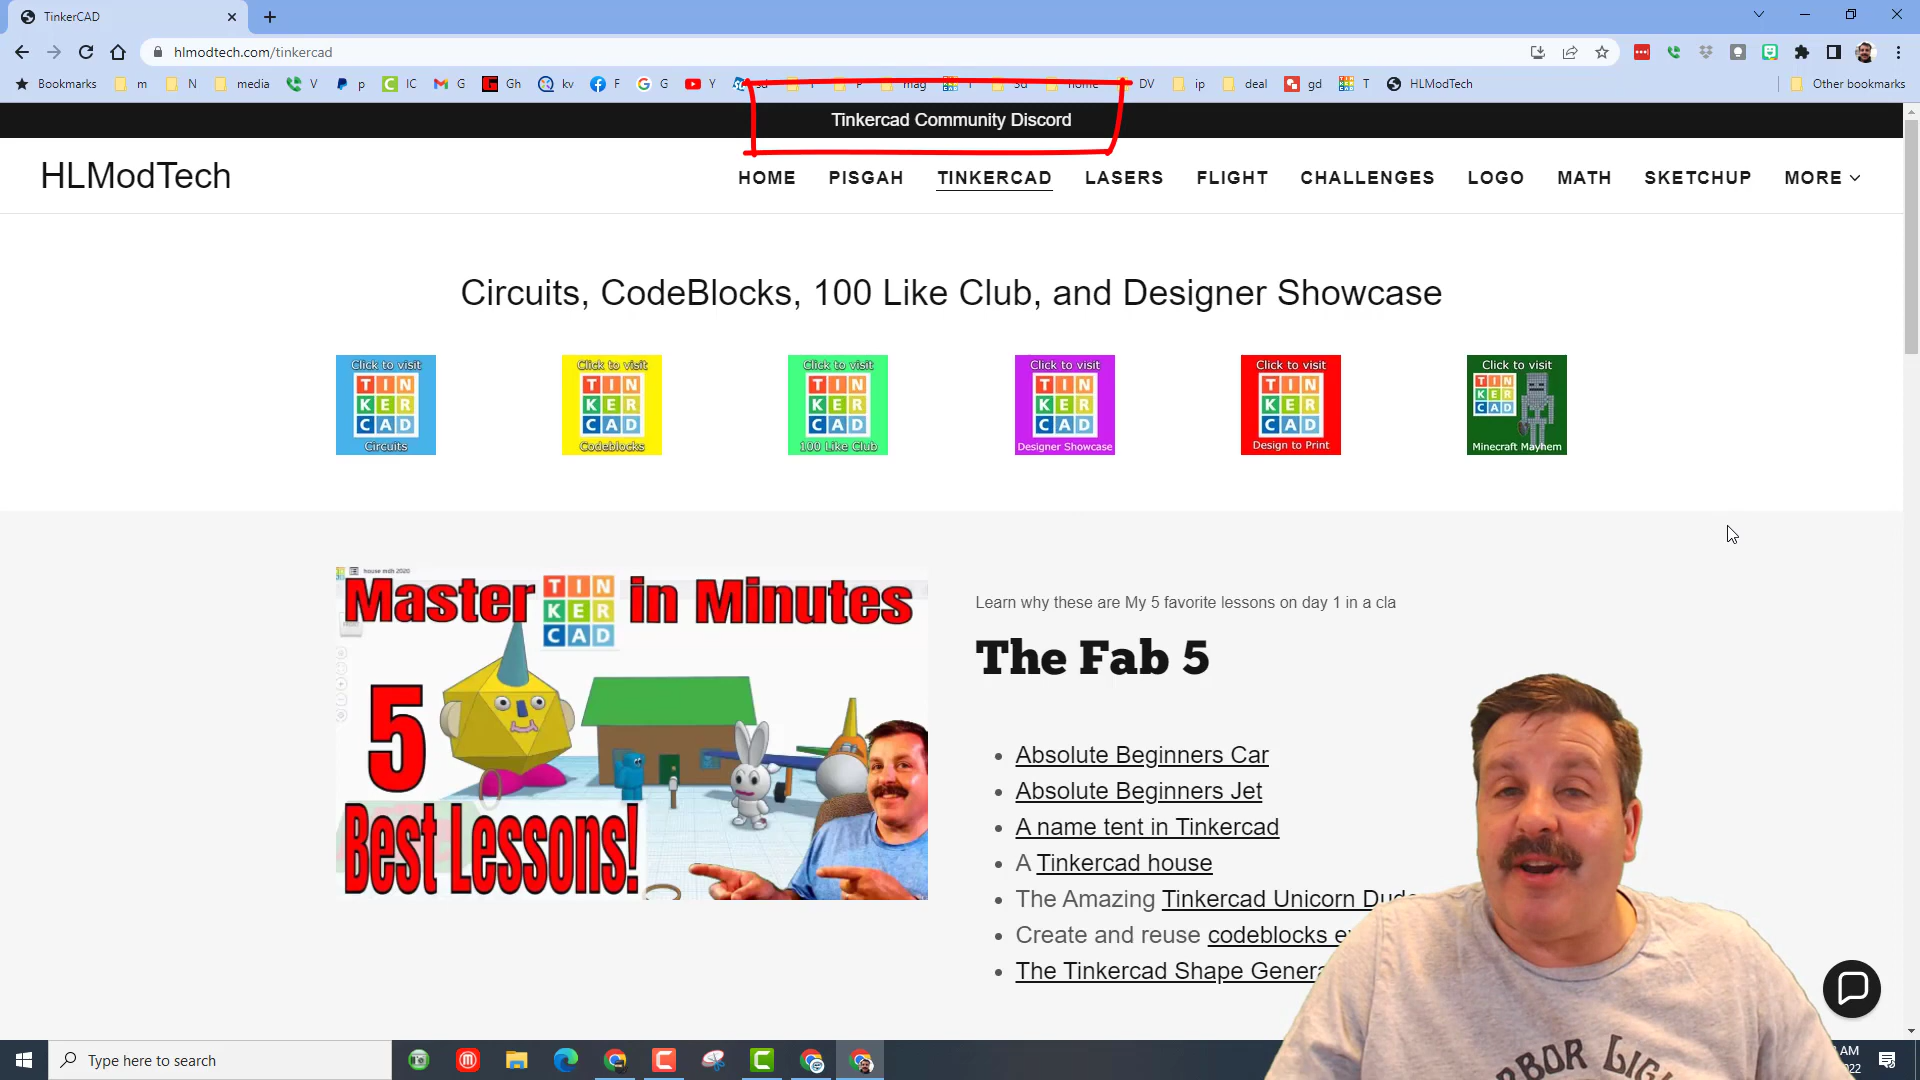 TinkerCAD
hlmodtech.com/tinkercad
Bookmarks m N media V p IC G Gh kv F G Y mag T home DV ip deal gd T HLModTech Other bookmarks
Tinkercad Community Discord
HLModTech
HOME PISGAH TINKERCAD LASERS FLIGHT CHALLENGES LOGO MATH SKETCHUP MORE
Circuits, CodeBlocks, 100 Like Club, and Designer Showcase
Click to visit TIN KER CAD Circuits
Click to visit TIN KER CAD Codeblocks
Click to visit TIN KER CAD 100 Like Club
Click to visit TIN KER CAD Designer Showcase
Click to visit TIN KER CAD Design to Print
Click to visit TIN KER CAD Minecraft Mayhem
house mdh 2020
Master TIN KER CAD in Minutes
5
Best Lessons!
Learn why these are My 5 favorite lessons on day 1 in a cla
The Fab 5
Absolute Beginners Car
Absolute Beginners Jet
A name tent in Tinkercad
A Tinkercad house
The Amazing Tinkercad Unicorn Dude
Create and reuse codeblocks
The Tinkercad Shape
Type here to search
AM